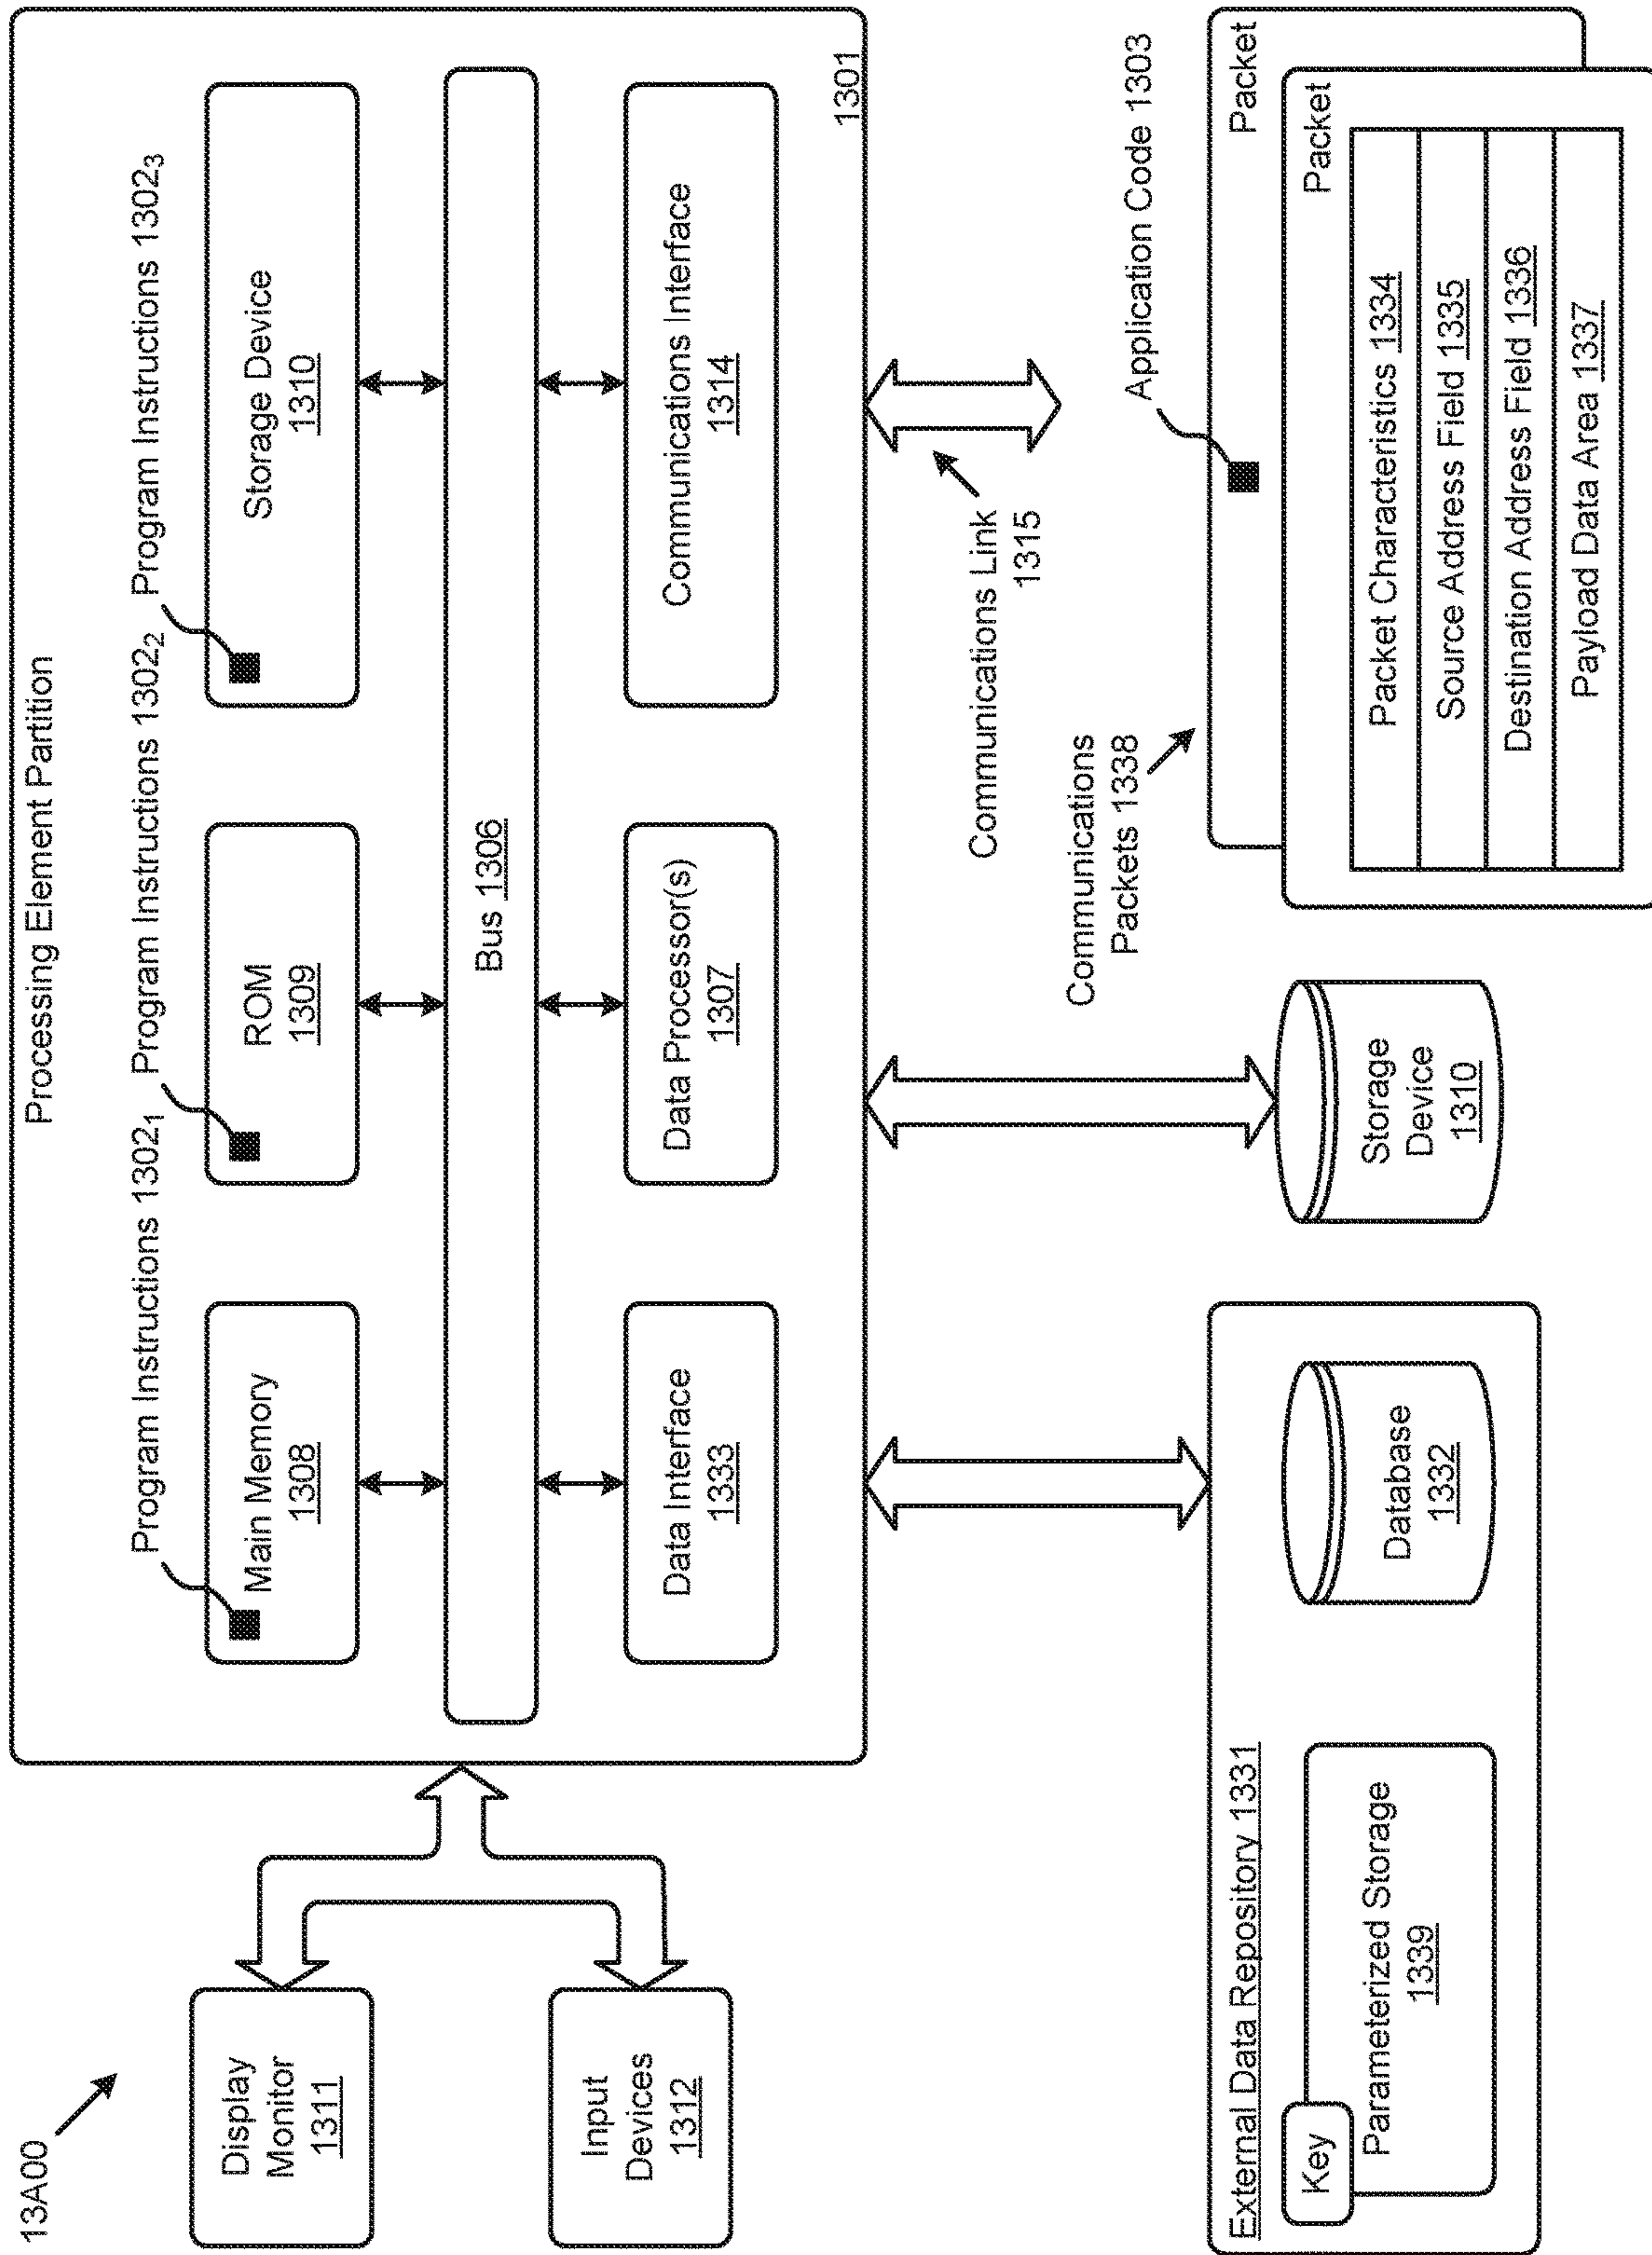 13A00
Processing Element Partition
Program Instructions 1302₁
Program Instructions 1302₂
Program Instructions 1302₃
Display
Monitor
1311
Main Memory
1308
ROM
1309
Storage Device
1310
Bus 1306
Input
Devices
1312
Data Interface
1333
Data Processor(s)
1307
Communications Interface
1314
1301
Communications Link
1315
Communications
Packets 1338
Application Code 1303
External Data Repository 1331
Key
Parameterized Storage
1339
Database
1332
Storage
Device
1310
Packet
Packet
Packet Characteristics 1334
Source Address Field 1335
Destination Address Field 1336
Payload Data Area 1337